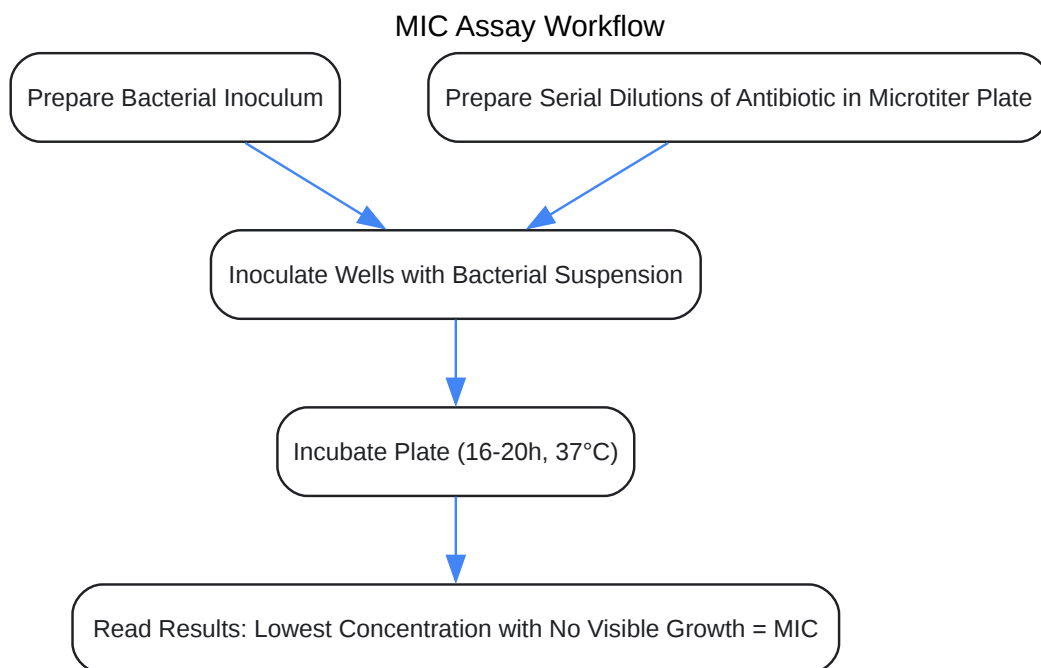 MIC Assay Workflow
Prepare Bacterial Inoculum
Prepare Serial Dilutions of Antibiotic in Microtiter Plate
Inoculate Wells with Bacterial Suspension
Incubate Plate (16-20h, 37°C)
Read Results: Lowest Concentration with No Visible Growth = MIC